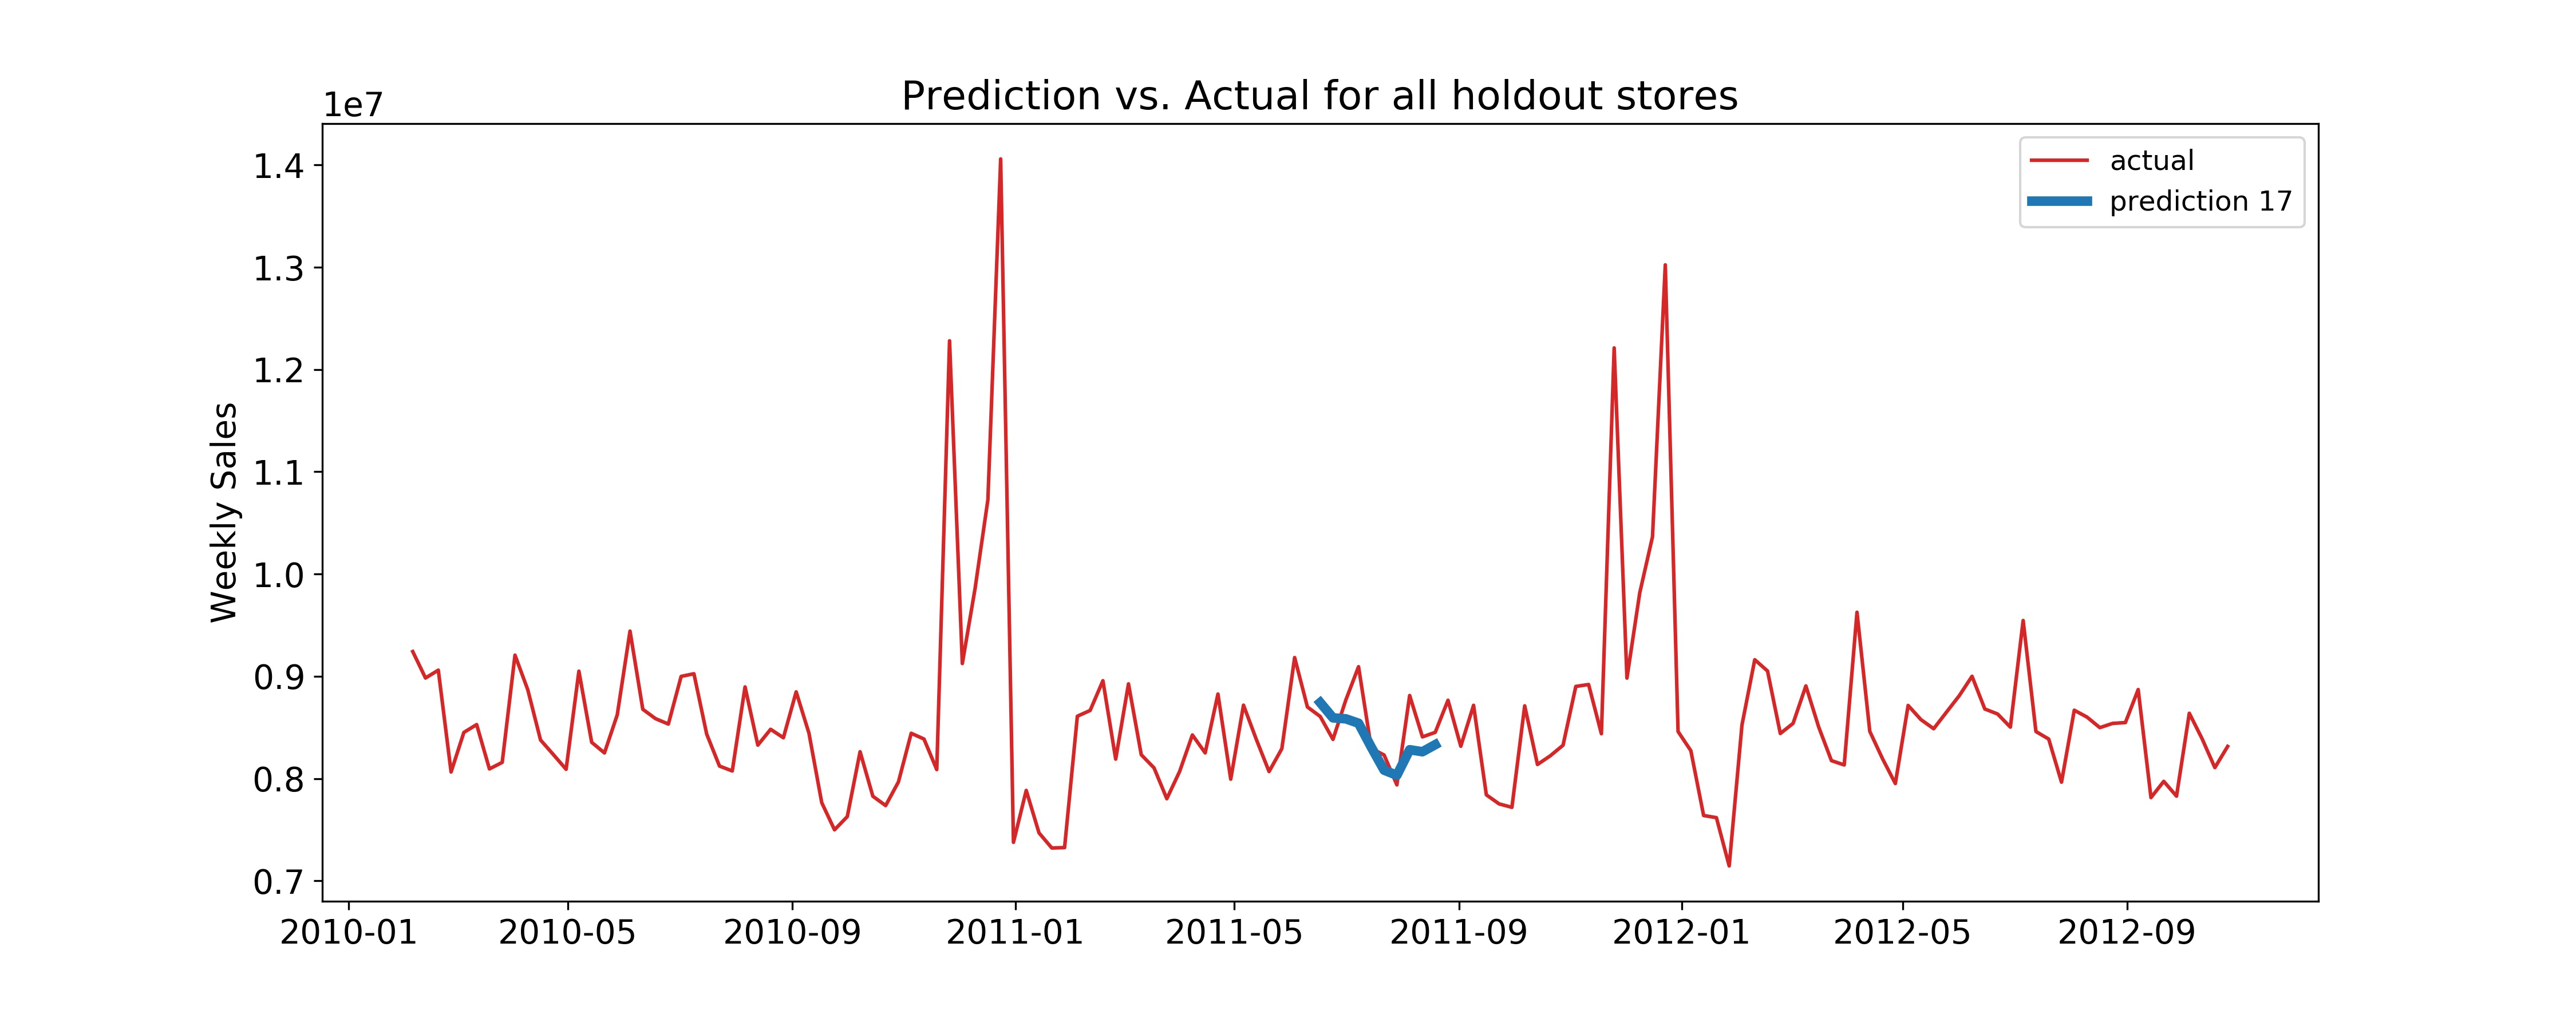 Prediction vs. Actual for all holdout stores
1e7
actual
prediction 17
Weekly Sales
1.4
1.3
1.2
1.1
1.0
0.9
0.8
0.7
2010-01 2010-05 2010-09 2011-01 2011-05 2011-09 2012-01 2012-05 2012-09